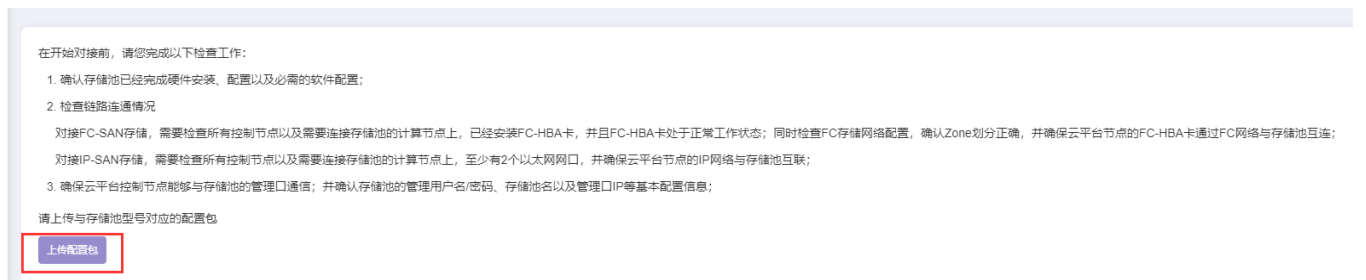 在开始对接前，请您完成以下检查工作：
1. 确认存储池已经完成硬件安装、配置以及必需的软件配置；
2. 检查链路连通情况
对接FC-SAN存储，需要检查所有控制节点以及需要连接存储池的计算节点上，已经安装FC-HBA卡，并且FC-HBA卡处于正常工作状态；同时检查FC存储网络配置，确认Zone划分正确，并确保云平台节点的FC-HBA卡通过FC网络与存储池互连；
对接IP-SAN存储，需要检查所有控制节点以及需要连接存储池的计算节点上，至少有2个以太网网口，并确保云平台节点的IP网络与存储池互联；
3. 确保云平台控制节点能够与存储池的管理口通信；并确认存储池的管理用户名/密码、存储池名以及管理口IP等基本配置信息；
请上传与存储池型号对应的配置包
上传配置包